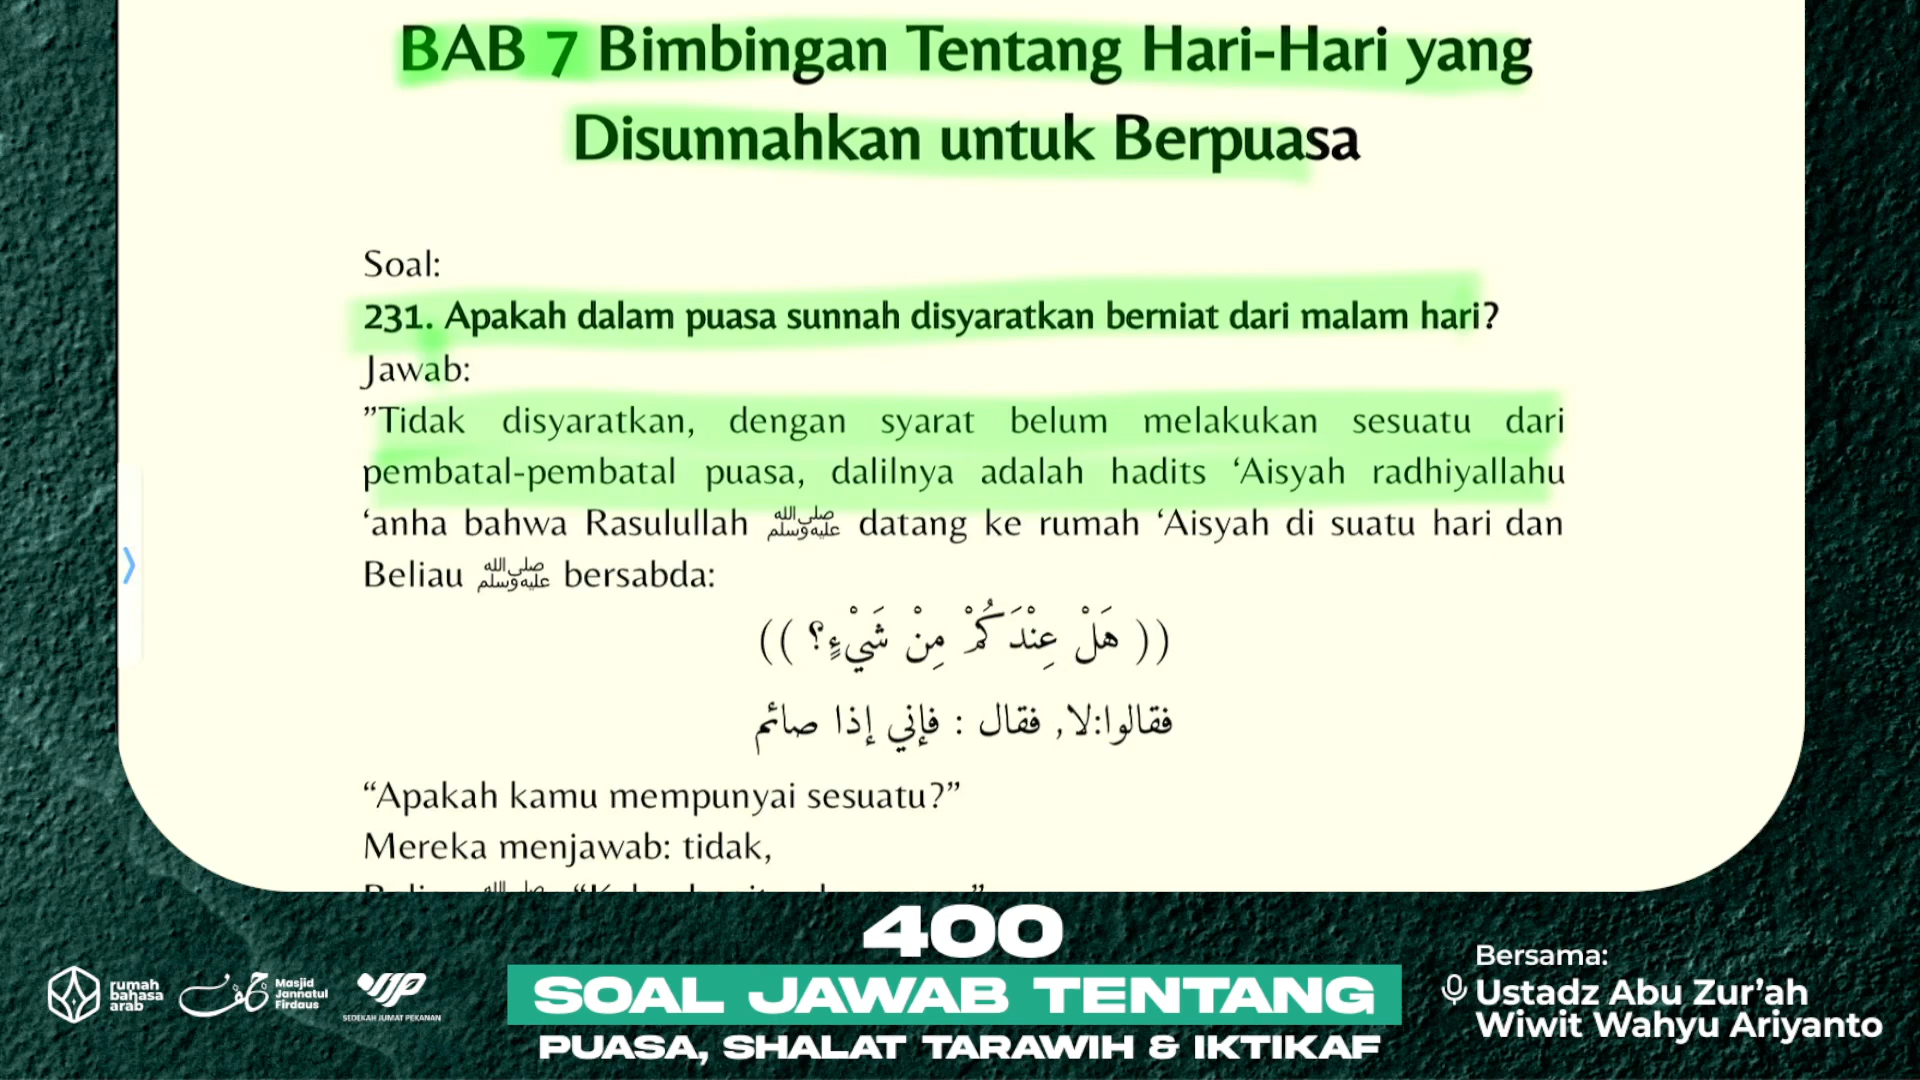 BAB 7 Bimbingan Tentang Hari-Hari yang
Disunnahkan untuk Berpuasa
Soal:
231. Apakah dalam puasa sunnah disyaratkan berniat dari malam hari?
Jawab:
”Tidak disyaratkan, dengan syarat belum melakukan sesuatu dari
pembatal-pembatal puasa, dalilnya adalah hadits ‘Aisyah radhiyallahu
‘anha bahwa Rasulullah ﷺ datang ke rumah ‘Aisyah di suatu hari dan
Beliau ﷺ bersabda:
(( هَلْ عِنْدَكُمْ مِنْ شَيْءٍ؟ ))
فقالوا:لا, فقال : فإني إذا صائم
“Apakah kamu mempunyai sesuatu?”
Mereka menjawab: tidak,
400
SOAL JAWAB TENTANG
PUASA, SHALAT TARAWIH & IKTIKAF
rumah
bahasa
arab
Masjid
Jannatul
Firdaus
SEDEKAH JUMAT PEKANAN
Bersama:
Ustadz Abu Zur’ah
Wiwit Wahyu Ariyanto